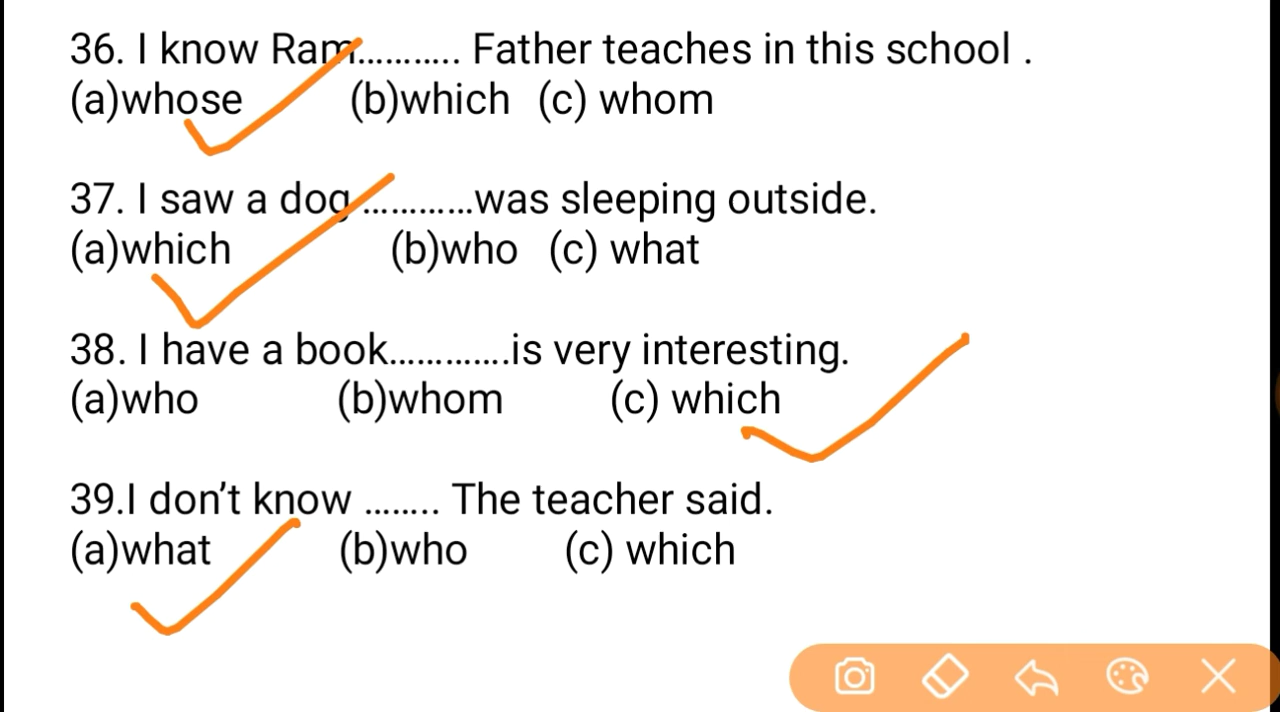 36. I know Ram........... Father teaches in this school .
(a)whose (b)which (c) whom
37. I saw a dog ............was sleeping outside.
(a)which (b)who (c) what
38. I have a book.............is very interesting.
(a)who (b)whom (c) which
39.I don't know ........ The teacher said.
(a)what (b)who (c) which